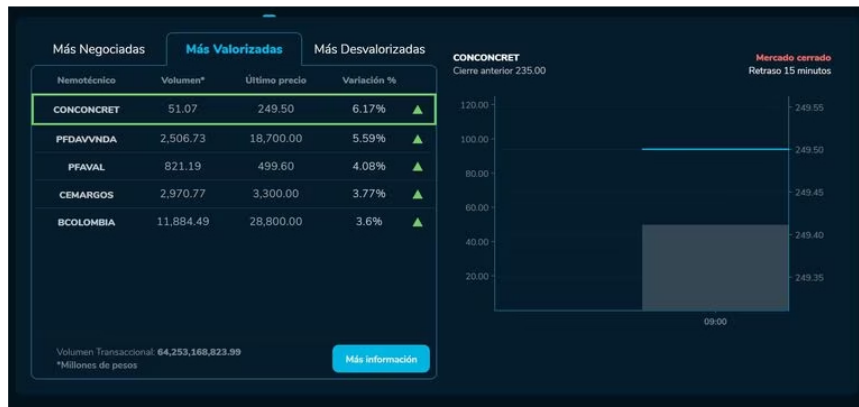 Más Negociadas Más Valorizadas Más Desvalorizadas
Nemotécnico Volumen* Último precio Variación %
CONCONCRET 51.07 249.50 6.17%
PFDAVVNDA 2,506.73 18,700.00 5.59%
PFAVAL 821.19 499.60 4.08%
CEMARGOS 2,970.77 3,300.00 3.77%
BCOLOMBIA 11,884.49 28,800.00 3.6%
Volumen Transaccional: 64,253,168,823.99
*Millones de pesos
Más información
CONCONCRET Mercado cerrado
Cierre anterior 235.00 Retraso 15 minutos
120.00 249.55
100.00 249.50
80.00
60.00 249.45
40.00 249.40
20.00 249.35
09:00